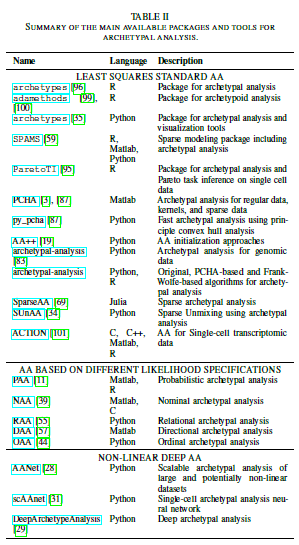 TABLE II
SUMMARY OF THE MAIN AVAILABLE PACKAGES AND TOOLS FOR
ARCHETYPAL ANALYSIS.
Name Language Description
LEAST SQUARES STANDARD AA
archetypes [96] R Package for archetypal analysis
adamethods [99], R Package for archetypoid analysis
[100]
archetypes [35] Python Package for archetypal analysis and
visualization tools
SPAMS [59] R, Sparse modeling package including
Matlab, archetypal analysis
Python
ParetoTI [95] R Package for archetypal analysis and
Pareto task inference on single cell
data
PCHA [3], [87] Matlab Archetypal analysis for regular data,
kernels, and sparse data
py_pcha [87] Python Fast archetypal analysis using prin-
ciple convex hull analysis
AA++ [19] Python AA initialization approaches
archetypal-analysis Python Archetypal analysis for genomic
[83] data
archetypal-analysis Python, Original, PCHA-based and Frank-
R Wolfe-based algorithms for archety-
pal analysis
SparseAA [69] Julia Sparse archetypal analysis
SUnAA [34] Python Sparse Unmixing using archetypal
analysis
ACTION [101] C, C++, AA for Single-cell transcriptomic
Matlab, data
R
AA BASED ON DIFFERENT LIKELIHOOD SPECIFICATIONS
PAA [11] Matlab, Probabilistic archetypal analysis
R
NAA [39] Matlab, Nominal archetypal analysis
C
RAA [55] Python Relational archetypal analysis
DAA [57] Matlab Directional archetypal analysis
OAA [44] Python Ordinal archetypal analysis
NON-LINEAR DEEP AA
AANet [28] Python Scalable archetypal analysis of
large and potentially non-linear
datasets
scAAnet [31] Python Single-cell archetypal analysis neu-
ral network
DeepArchetypeAnalysis Python Deep archetypal analysis
[29]